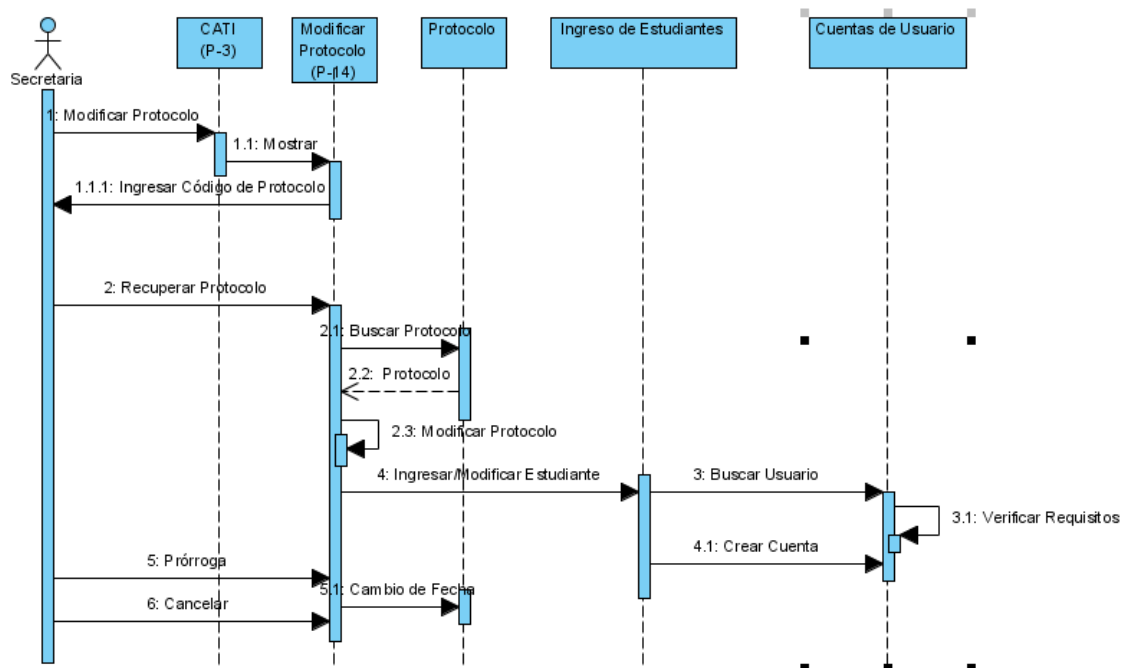 CATI
(P-3)
Modificar
Protocolo
(P-14)
Protocolo
Ingreso de Estudiantes
Cuentas de Usuario
Secretaria
1: Modificar Protocolo
1.1: Mostrar
1.1.1: Ingresar Código de Protocolo
2: Recuperar Protocolo
2.1: Buscar Protocolo
2.2: Protocolo
2.3: Modificar Protocolo
4: Ingresar/Modificar Estudiante
3: Buscar Usuario
3.1: Verificar Requisitos
4.1: Crear Cuenta
5: Prórroga
5.1: Cambio de Fecha
6: Cancelar